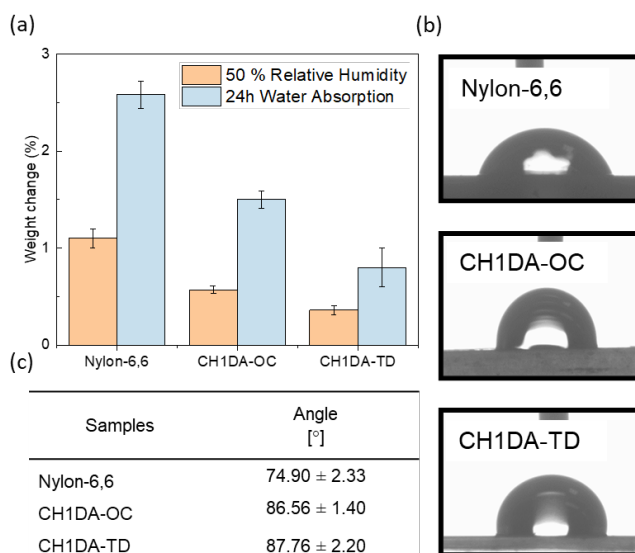 (a)
3
2
1
0
Weight change (%)
50 % Relative Humidity
24h Water Absorption
Nylon-6,6 CH1DA-OC CH1DA-TD
(b)
Nylon-6,6
CH1DA-OC
CH1DA-TD
(c)
Samples Angle
[°]
Nylon-6,6 74.90 ± 2.33
CH1DA-OC 86.56 ± 1.40
CH1DA-TD 87.76 ± 2.20